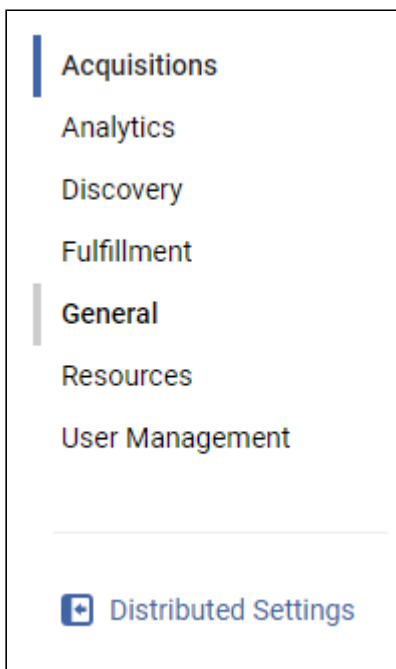 Acquisitions
Analytics
Discovery
Fulfillment
General
Resources
User Management
Distributed Settings